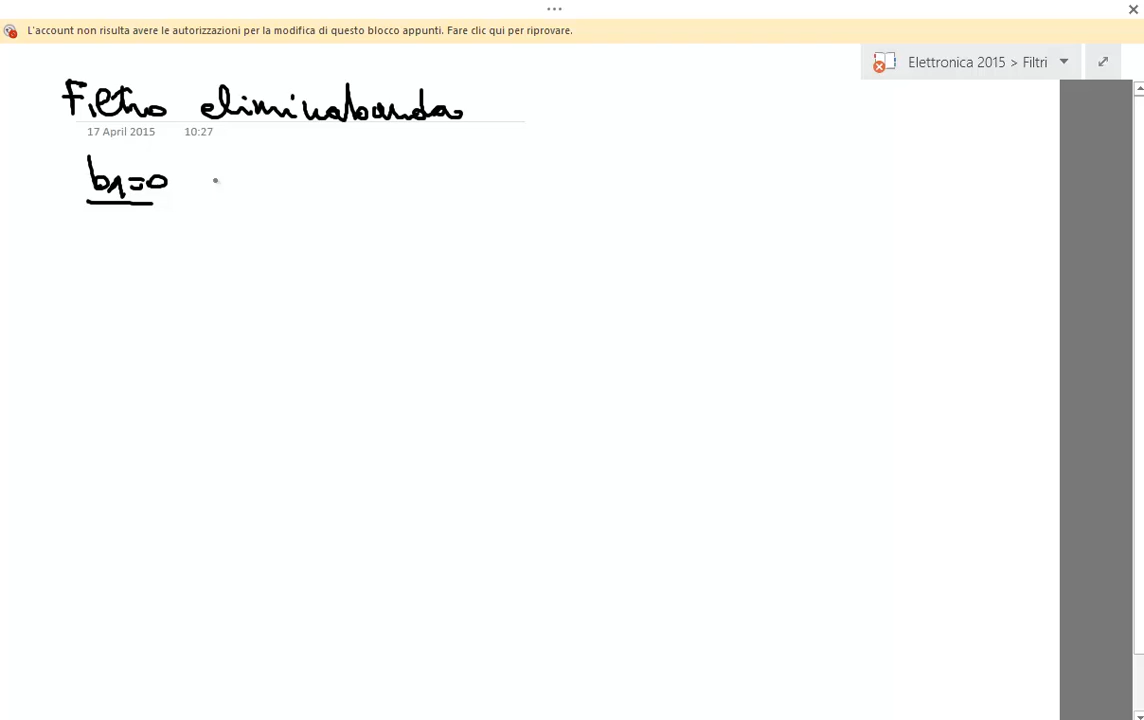 L'account non risulta avere le autorizzazioni per la modifica di questo blocco appunti. Fare clic qui per riprovare.
Elettronica 2015 > Filtri
Filtro eliminabanda
17 April 2015 10:27
b1=0